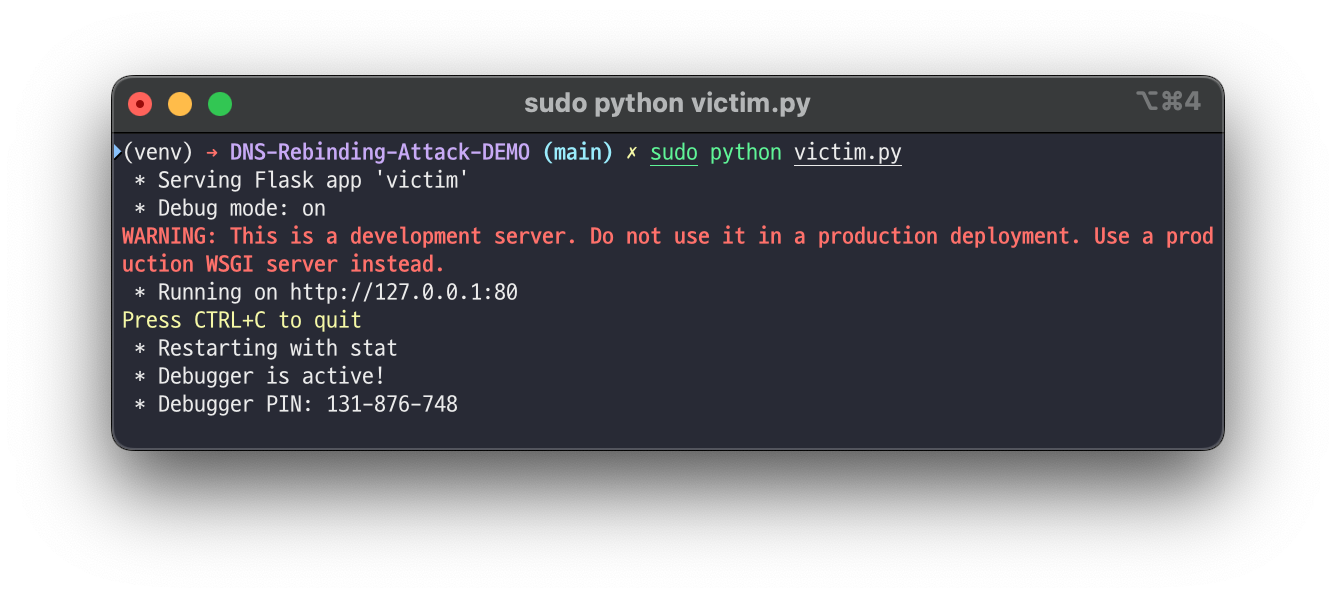 sudo python victim.py
⌥⌘4
(venv) → DNS-Rebinding-Attack-DEMO (main) ✗ sudo python victim.py
* Serving Flask app 'victim'
* Debug mode: on
WARNING: This is a development server. Do not use it in a production deployment. Use a prod
uction WSGI server instead.
* Running on http://127.0.0.1:80
Press CTRL+C to quit
* Restarting with stat
* Debugger is active!
* Debugger PIN: 131-876-748